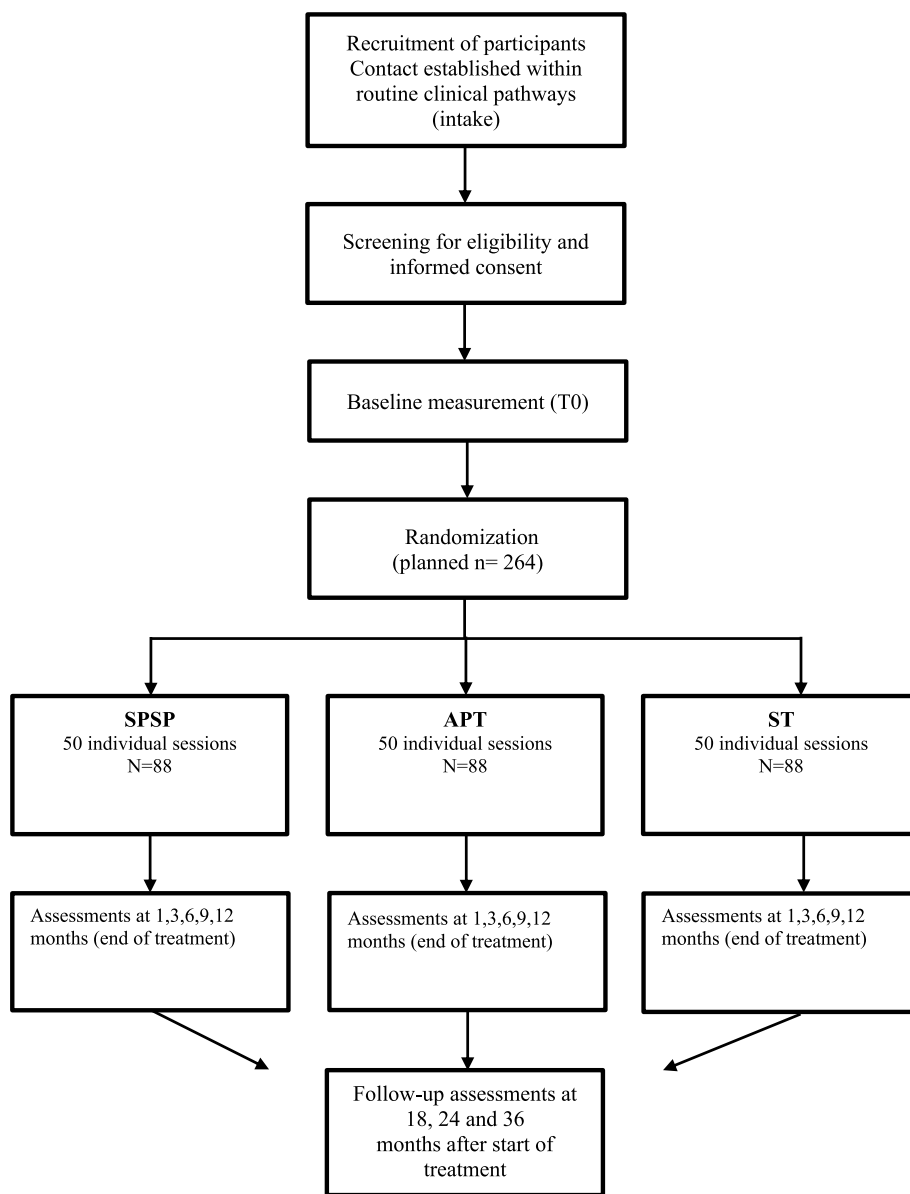 Recruitment of participants
Contact established within
routine clinical pathways
(intake)
Screening for eligibility and
informed consent
Baseline measurement (T0)
Randomization
(planned n= 264)
SPSP
50 individual sessions
N=88
APT
50 individual sessions
N=88
ST
50 individual sessions
N=88
Assessments at 1,3,6,9,12
months (end of treatment)
Assessments at 1,3,6,9,12
months (end of treatment)
Assessments at 1,3,6,9,12
months (end of treatment)
Follow-up assessments at
18, 24 and 36
months after start of
treatment